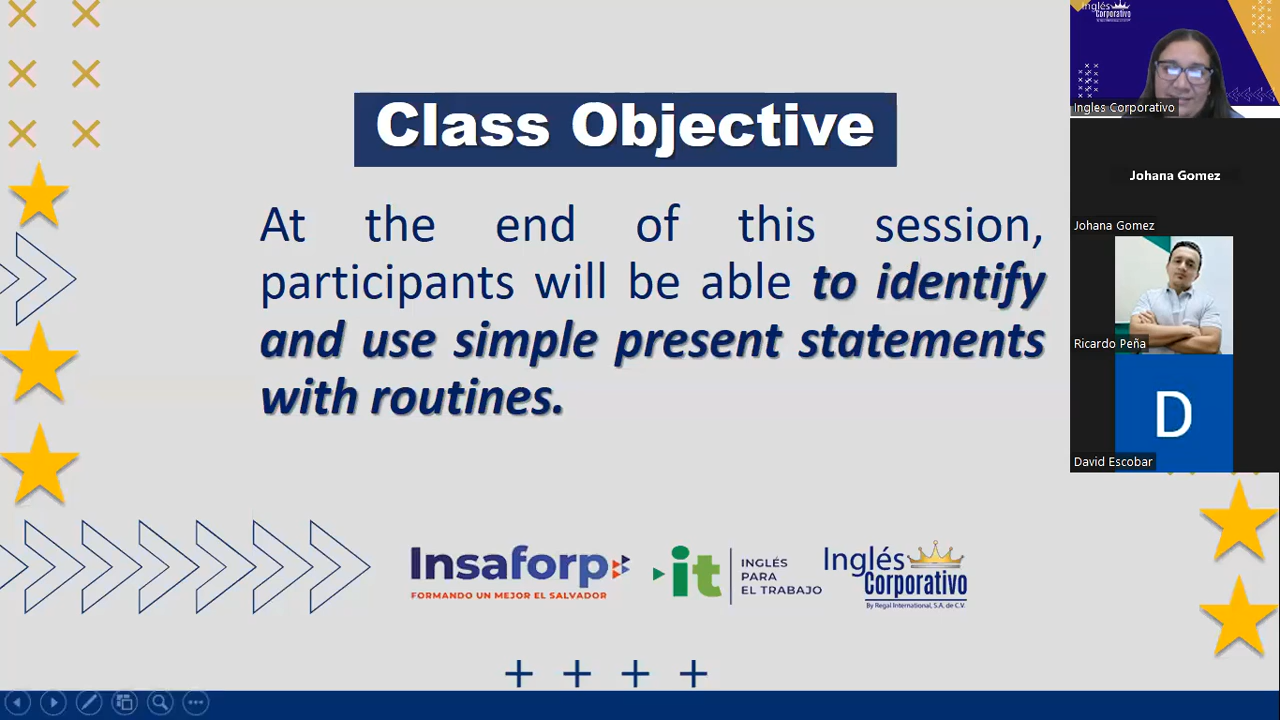 Class Objective
At the end of this session,
participants will be able to identify
and use simple present statements
with routines.
Insaforp
FORMANDO UN MEJOR EL SALVADOR
it
INGLÉS
PARA
EL TRABAJO
Inglés
Corporativo
By Regal International, S.A. de C.V.
Inglés
Corporativo
Ingles Corporativo
Johana Gomez
Johana Gomez
Ricardo Peña
D
David Escobar